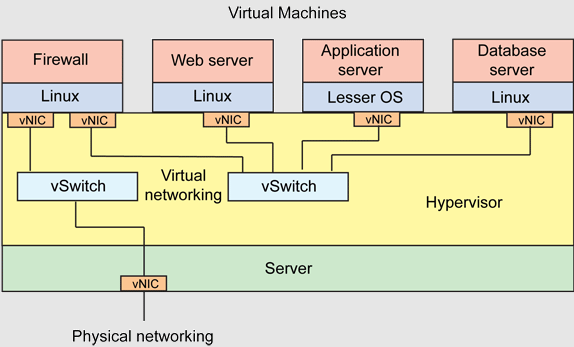 Virtual Machines
Firewall
Web server
Application
server
Database
server
Linux
Linux
Lesser OS
Linux
vNIC
vNIC
vNIC
vNIC
vNIC
Virtual
networking
vSwitch
vSwitch
Hypervisor
Server
vNIC
Physical networking